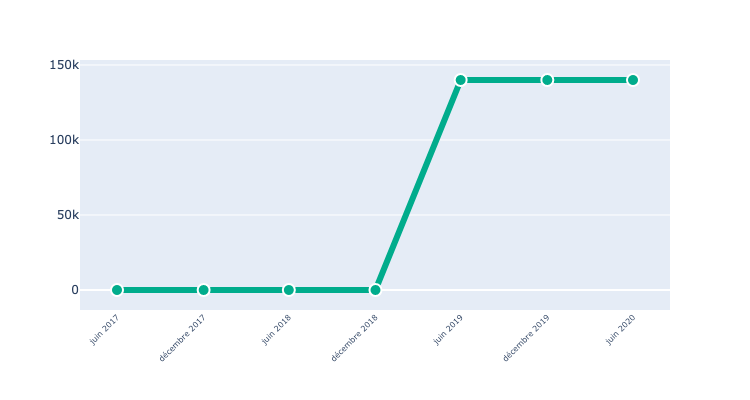 150k
100k
50k
0
juin 2017
décembre 2017
juin 2018
décembre 2018
juin 2019
décembre 2019
juin 2020